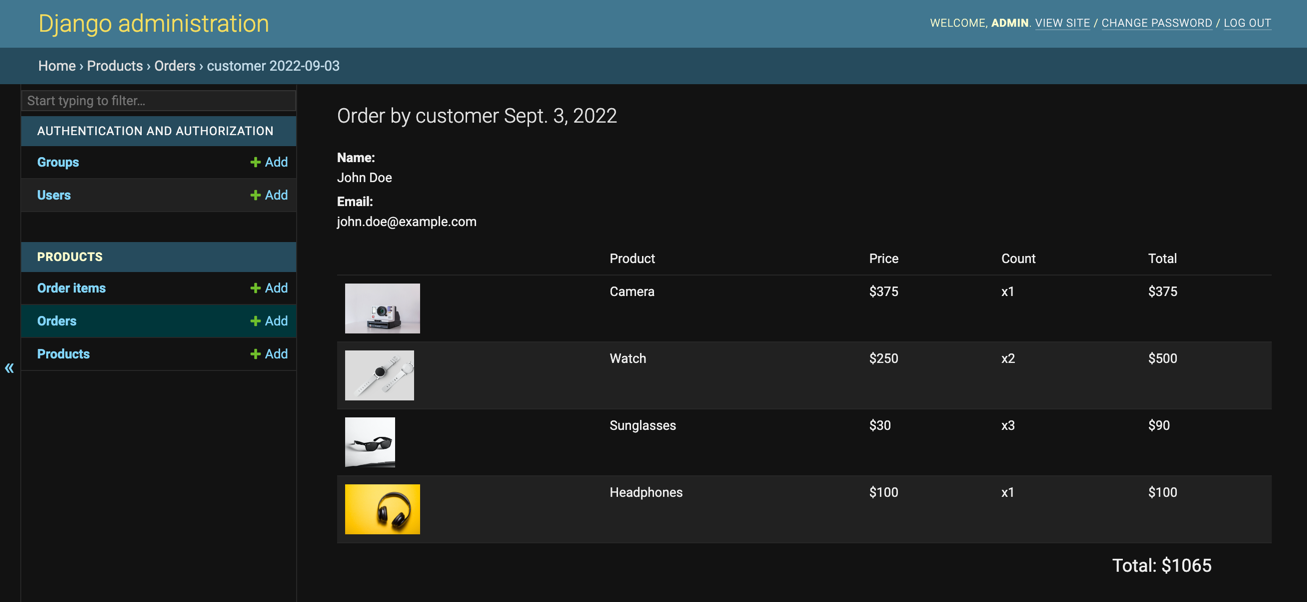 Django administration
WELCOME, ADMIN. VIEW SITE / CHANGE PASSWORD / LOG OUT
Home › Products › Orders › customer 2022-09-03
Start typing to filter...
AUTHENTICATION AND AUTHORIZATION
Groups + Add
Users + Add
PRODUCTS
Order items + Add
Orders + Add
Products + Add
«
Order by customer Sept. 3, 2022
Name:
John Doe
Email:
john.doe@example.com
Product Price Count Total
Camera $375 x1 $375
Watch $250 x2 $500
Sunglasses $30 x3 $90
Headphones $100 x1 $100
Total: $1065